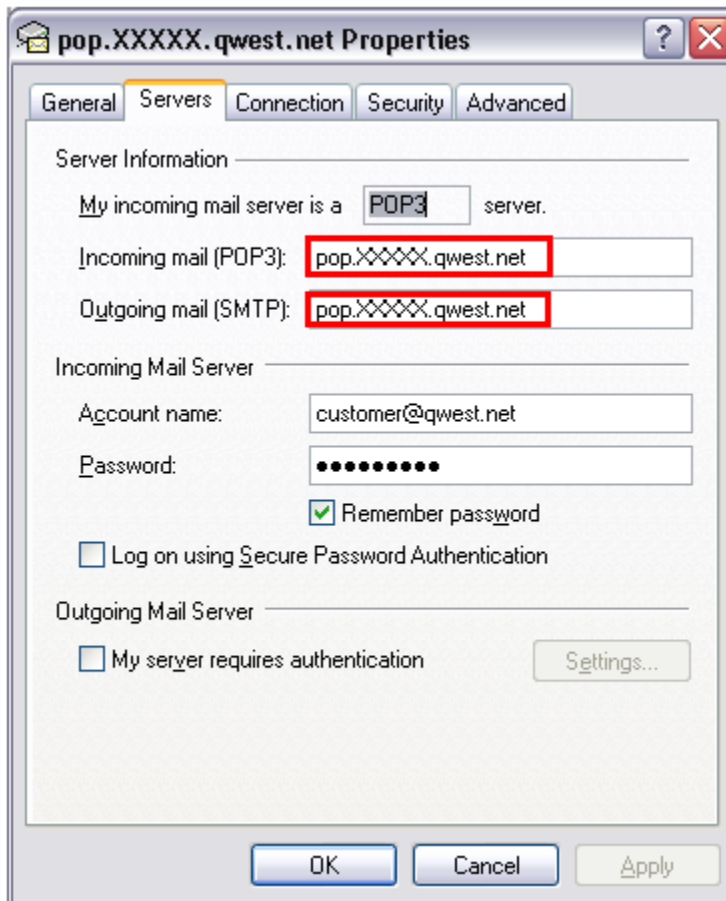 pop.XXXXX.qwest.net Properties
General Servers Connection Security Advanced
Server Information
My incoming mail server is a POP3 server.
Incoming mail (POP3): pop.XXXXX.qwest.net
Outgoing mail (SMTP): pop.XXXXX.qwest.net
Incoming Mail Server
Account name: customer@qwest.net
Password: •••••••••
Remember password
Log on using Secure Password Authentication
Outgoing Mail Server
My server requires authentication Settings...
OK Cancel Apply